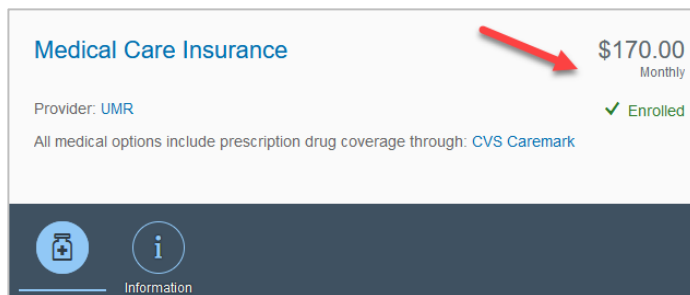 Medical Care Insurance
$170.00
Monthly
Provider: UMR
Enrolled
All medical options include prescription drug coverage through: CVS Caremark
i
Information